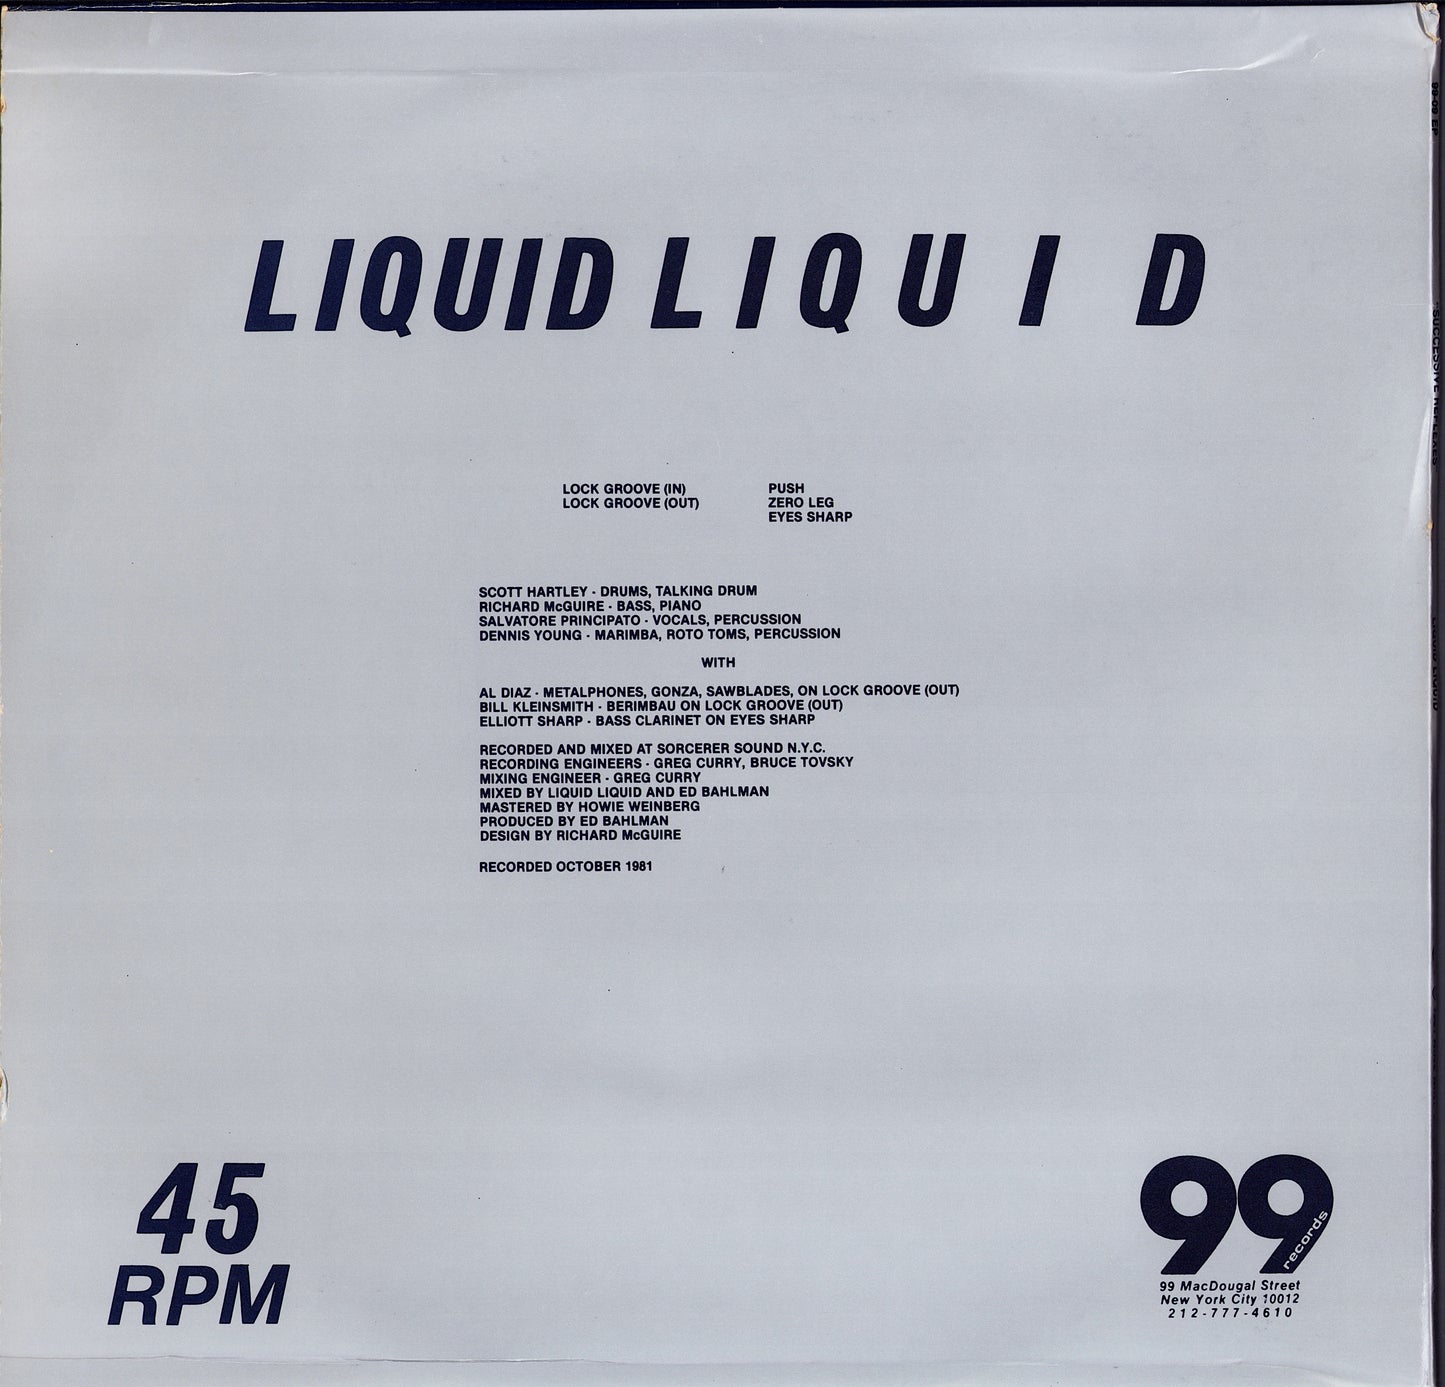 LIQUID LIQUID
LOCK GROOVE (IN)
LOCK GROOVE (OUT)
PUSH
ZERO LEG
EYES SHARP
SCOTT HARTLEY - DRUMS, TALKING DRUM
RICHARD McGUIRE - BASS, PIANO
SALVATORE PRINCIPATO - VOCALS, PERCUSSION
DENNIS YOUNG - MARIMBA, ROTO TOMS, PERCUSSION
WITH
AL DIAZ - METALPHONES, GONZA, SAWBLADES, ON LOCK GROOVE (OUT)
BILL KLEINSMITH - BERIMBAU ON LOCK GROOVE (OUT)
ELLIOTT SHARP - BASS CLARINET ON EYES SHARP
RECORDED AND MIXED AT SORCERER SOUND N.Y.C.
RECORDING ENGINEERS - GREG CURRY, BRUCE TOVSKY
MIXING ENGINEER - GREG CURRY
MIXED BY LIQUID LIQUID AND ED BAHLMAN
MASTERED BY HOWIE WEINBERG
PRODUCED BY ED BAHLMAN
DESIGN BY RICHARD McGUIRE
RECORDED OCTOBER 1981
45
RPM
99
records
99 MacDougal Street
New York City 10012
212-777-4610
99-09 EP